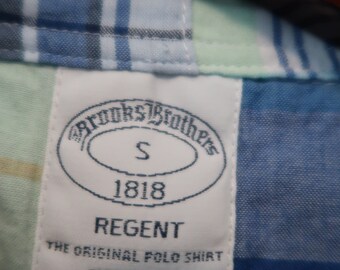 Brooks Brothers
S
1818
REGENT
THE ORIGINAL POLO SHIRT